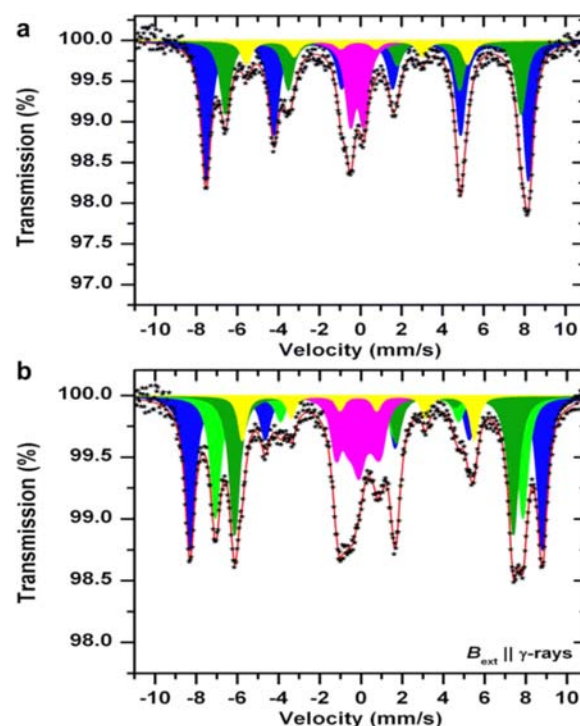 a
Transmission (%)
100.0
99.5
99.0
98.5
98.0
97.5
97.0
-10 -8 -6 -4 -2 0 2 4 6 8 10
Velocity (mm/s)
b
Transmission (%)
100.0
99.5
99.0
98.5
98.0
B_ext || γ-rays
-10 -8 -6 -4 -2 0 2 4 6 8 10
Velocity (mm/s)